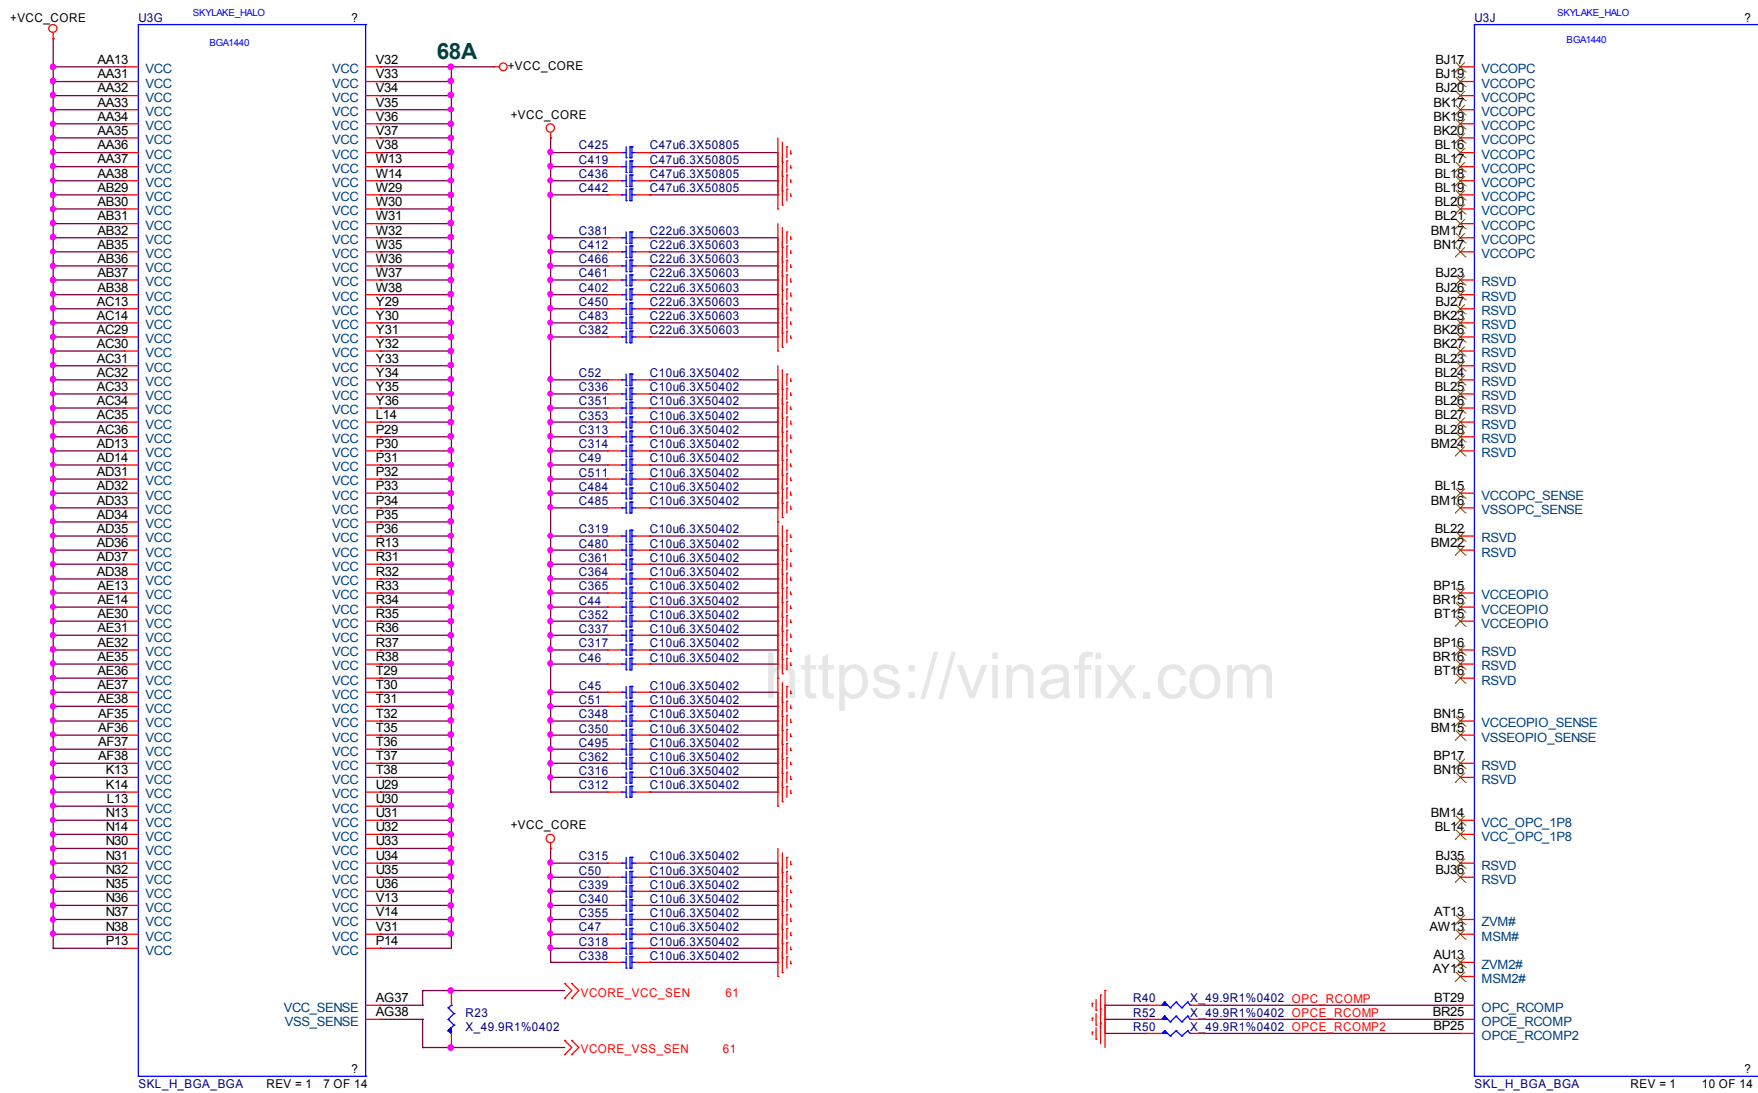 +VCC_CORE
U3G
SKYLAKE_HALO
?
BGA1440
AA13 VCC
AA31 VCC
AA32 VCC
AA33 VCC
AA34 VCC
AA35 VCC
AA36 VCC
AA37 VCC
AA38 VCC
AB29 VCC
AB30 VCC
AB31 VCC
AB32 VCC
AB35 VCC
AB36 VCC
AB37 VCC
AB38 VCC
AC13 VCC
AC14 VCC
AC29 VCC
AC30 VCC
AC31 VCC
AC32 VCC
AC33 VCC
AC34 VCC
AC35 VCC
AC36 VCC
AD13 VCC
AD14 VCC
AD31 VCC
AD32 VCC
AD33 VCC
AD34 VCC
AD35 VCC
AD36 VCC
AD37 VCC
AD38 VCC
AE13 VCC
AE14 VCC
AE30 VCC
AE31 VCC
AE32 VCC
AE35 VCC
AE36 VCC
AE37 VCC
AE38 VCC
AF35 VCC
AF36 VCC
AF37 VCC
AF38 VCC
K13 VCC
K14 VCC
L13 VCC
N13 VCC
N14 VCC
N30 VCC
N31 VCC
N32 VCC
N35 VCC
N36 VCC
N37 VCC
N38 VCC
P13 VCC
VCC V32
VCC V33
VCC V34
VCC V35
VCC V36
VCC V37
VCC V38
VCC W13
VCC W14
VCC W29
VCC W30
VCC W31
VCC W32
VCC W35
VCC W36
VCC W37
VCC W38
VCC Y29
VCC Y30
VCC Y31
VCC Y32
VCC Y33
VCC Y34
VCC Y35
VCC Y36
VCC L14
VCC P29
VCC P30
VCC P31
VCC P32
VCC P33
VCC P34
VCC P35
VCC P36
VCC R13
VCC R31
VCC R32
VCC R33
VCC R34
VCC R35
VCC R36
VCC R37
VCC R38
VCC T29
VCC T30
VCC T31
VCC T32
VCC T35
VCC T36
VCC T37
VCC T38
VCC U29
VCC U30
VCC U31
VCC U32
VCC U33
VCC U34
VCC U35
VCC U36
VCC V13
VCC V14
VCC V31
VCC P14
VCC_SENSE AG37
VSS_SENSE AG38
?
SKL_H_BGA_BGA REV = 1 7 OF 14
68A
+VCC_CORE
+VCC_CORE
C425 C47u6.3X50805
C419 C47u6.3X50805
C436 C47u6.3X50805
C442 C47u6.3X50805
C381 C22u6.3X50603
C412 C22u6.3X50603
C466 C22u6.3X50603
C461 C22u6.3X50603
C402 C22u6.3X50603
C450 C22u6.3X50603
C483 C22u6.3X50603
C382 C22u6.3X50603
C52 C10u6.3X50402
C336 C10u6.3X50402
C351 C10u6.3X50402
C353 C10u6.3X50402
C313 C10u6.3X50402
C314 C10u6.3X50402
C49 C10u6.3X50402
C511 C10u6.3X50402
C484 C10u6.3X50402
C485 C10u6.3X50402
C319 C10u6.3X50402
C480 C10u6.3X50402
C361 C10u6.3X50402
C364 C10u6.3X50402
C365 C10u6.3X50402
C44 C10u6.3X50402
C352 C10u6.3X50402
C337 C10u6.3X50402
C317 C10u6.3X50402
C46 C10u6.3X50402
C45 C10u6.3X50402
C51 C10u6.3X50402
C348 C10u6.3X50402
C350 C10u6.3X50402
C495 C10u6.3X50402
C362 C10u6.3X50402
C316 C10u6.3X50402
C312 C10u6.3X50402
+VCC_CORE
C315 C10u6.3X50402
C50 C10u6.3X50402
C339 C10u6.3X50402
C340 C10u6.3X50402
C355 C10u6.3X50402
C47 C10u6.3X50402
C318 C10u6.3X50402
C338 C10u6.3X50402
VCORE_VCC_SEN 61
R23
X_49.9R1%0402
VCORE_VSS_SEN 61
https://vinafix.com
U3J
SKYLAKE_HALO
?
BGA1440
BJ17 VCCOPC
BJ19 VCCOPC
BJ20 VCCOPC
BK17 VCCOPC
BK19 VCCOPC
BK20 VCCOPC
BL16 VCCOPC
BL17 VCCOPC
BL18 VCCOPC
BL19 VCCOPC
BL20 VCCOPC
BL21 VCCOPC
BM17 VCCOPC
BN17 VCCOPC
BJ23 RSVD
BJ26 RSVD
BJ27 RSVD
BK23 RSVD
BK26 RSVD
BK27 RSVD
BL23 RSVD
BL24 RSVD
BL25 RSVD
BL26 RSVD
BL27 RSVD
BL28 RSVD
BM24 RSVD
BL15 VCCOPC_SENSE
BM16 VSSOPC_SENSE
BL22 RSVD
BM22 RSVD
BP15 VCCEOPIO
BR15 VCCEOPIO
BT15 VCCEOPIO
BP16 RSVD
BR16 RSVD
BT16 RSVD
BN15 VCCEOPIO_SENSE
BM15 VSSEOPIO_SENSE
BP17 RSVD
BN16 RSVD
BM14 VCC_OPC_1P8
BL14 VCC_OPC_1P8
BJ35 RSVD
BJ36 RSVD
AT13 ZVM#
AW13 MSM#
AU13 ZVM2#
AY13 MSM2#
R40 X_49.9R1%0402 OPC_RCOMP BT29 OPC_RCOMP
R52 X_49.9R1%0402 OPCE_RCOMP BR25 OPCE_RCOMP
R50 X_49.9R1%0402 OPCE_RCOMP2 BP25 OPCE_RCOMP2
?
SKL_H_BGA_BGA REV = 1 10 OF 14